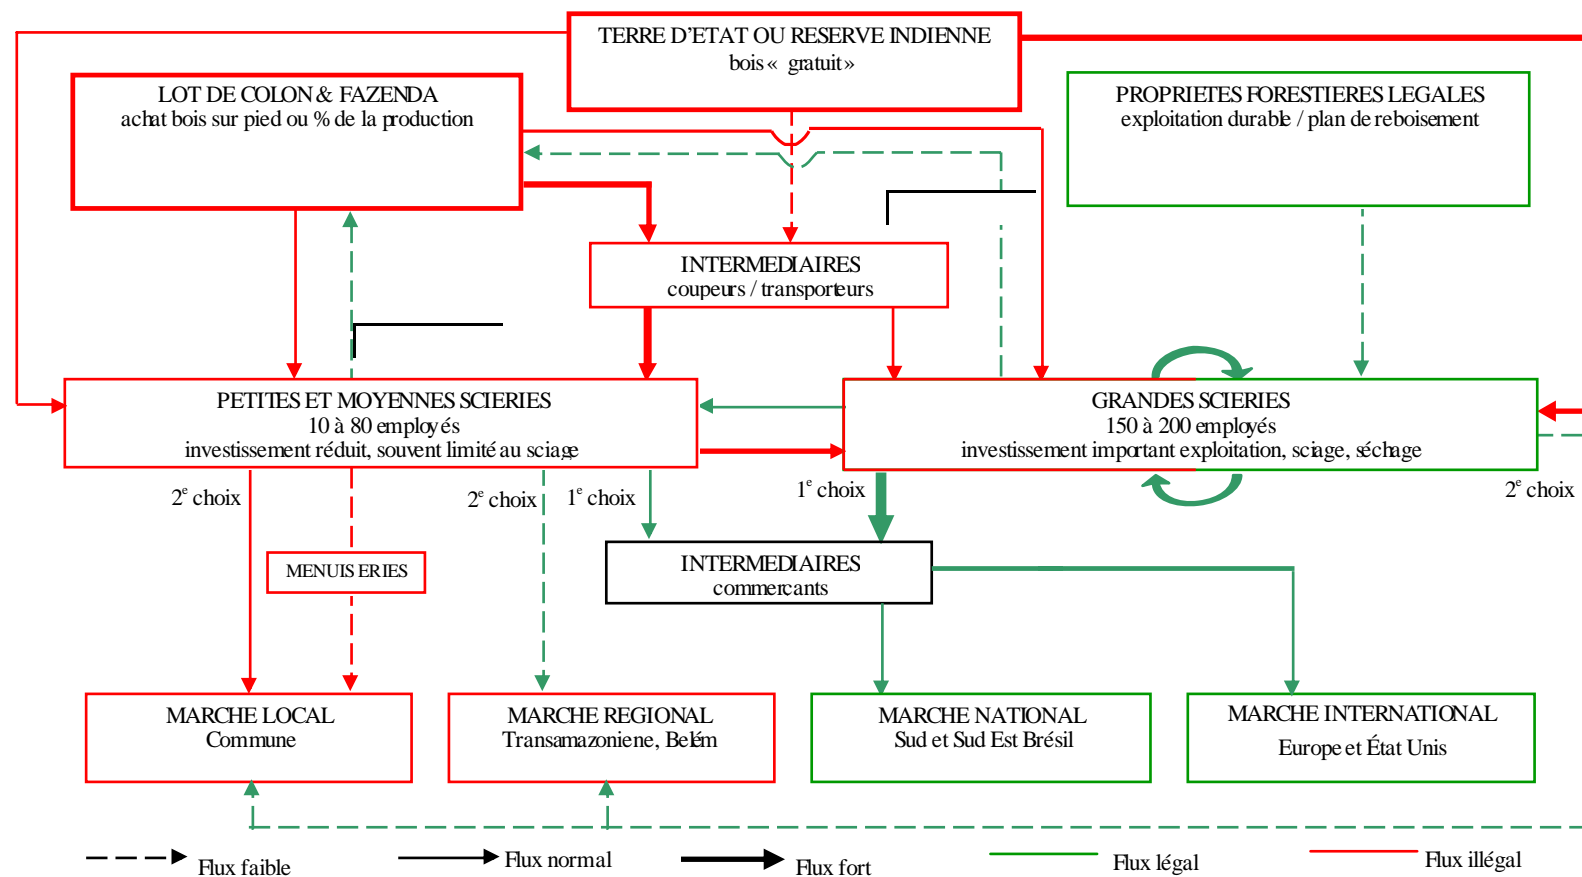 TERRE D'ETAT OU RESERVE INDIENNE
bois « gratuit »
LOT DE COLON & FAZENDA
achat bois sur pied ou % de la production
PROPRIETES FORESTIERES LEGALES
exploitation durable / plan de reboisement
INTERMEDIAIRES
coupeurs / transporteurs
PETITES ET MOYENNES SCIERIES
10 à 80 employés
investissement réduit, souvent limité au sciage
GRANDES SCIERIES
150 à 200 employés
investissement important exploitation, sciage, séchage
2e choix
2e choix
1e choix
1e choix
2e choix
MENUISERIES
INTERMEDIAIRES
commerçants
MARCHE LOCAL
Commune
MARCHE REGIONAL
Transamazoniene, Belém
MARCHE NATIONAL
Sud et Sud Est Brésil
MARCHE INTERNATIONAL
Europe et État Unis
Flux faible
Flux normal
Flux fort
Flux légal
Flux illégal